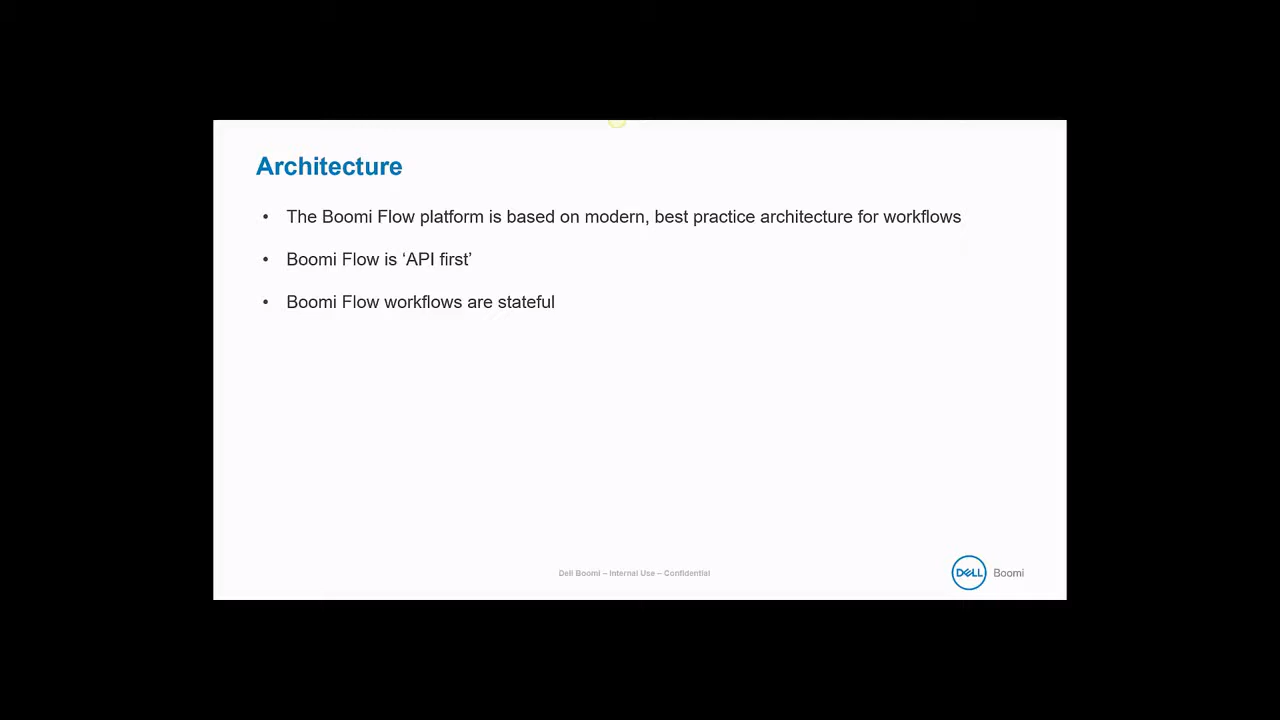 Architecture
• The Boomi Flow platform is based on modern, best practice architecture for workflows
• Boomi Flow is ‘API first’
• Boomi Flow workflows are stateful
Dell Boomi – Internal Use – Confidential
DELL Boomi